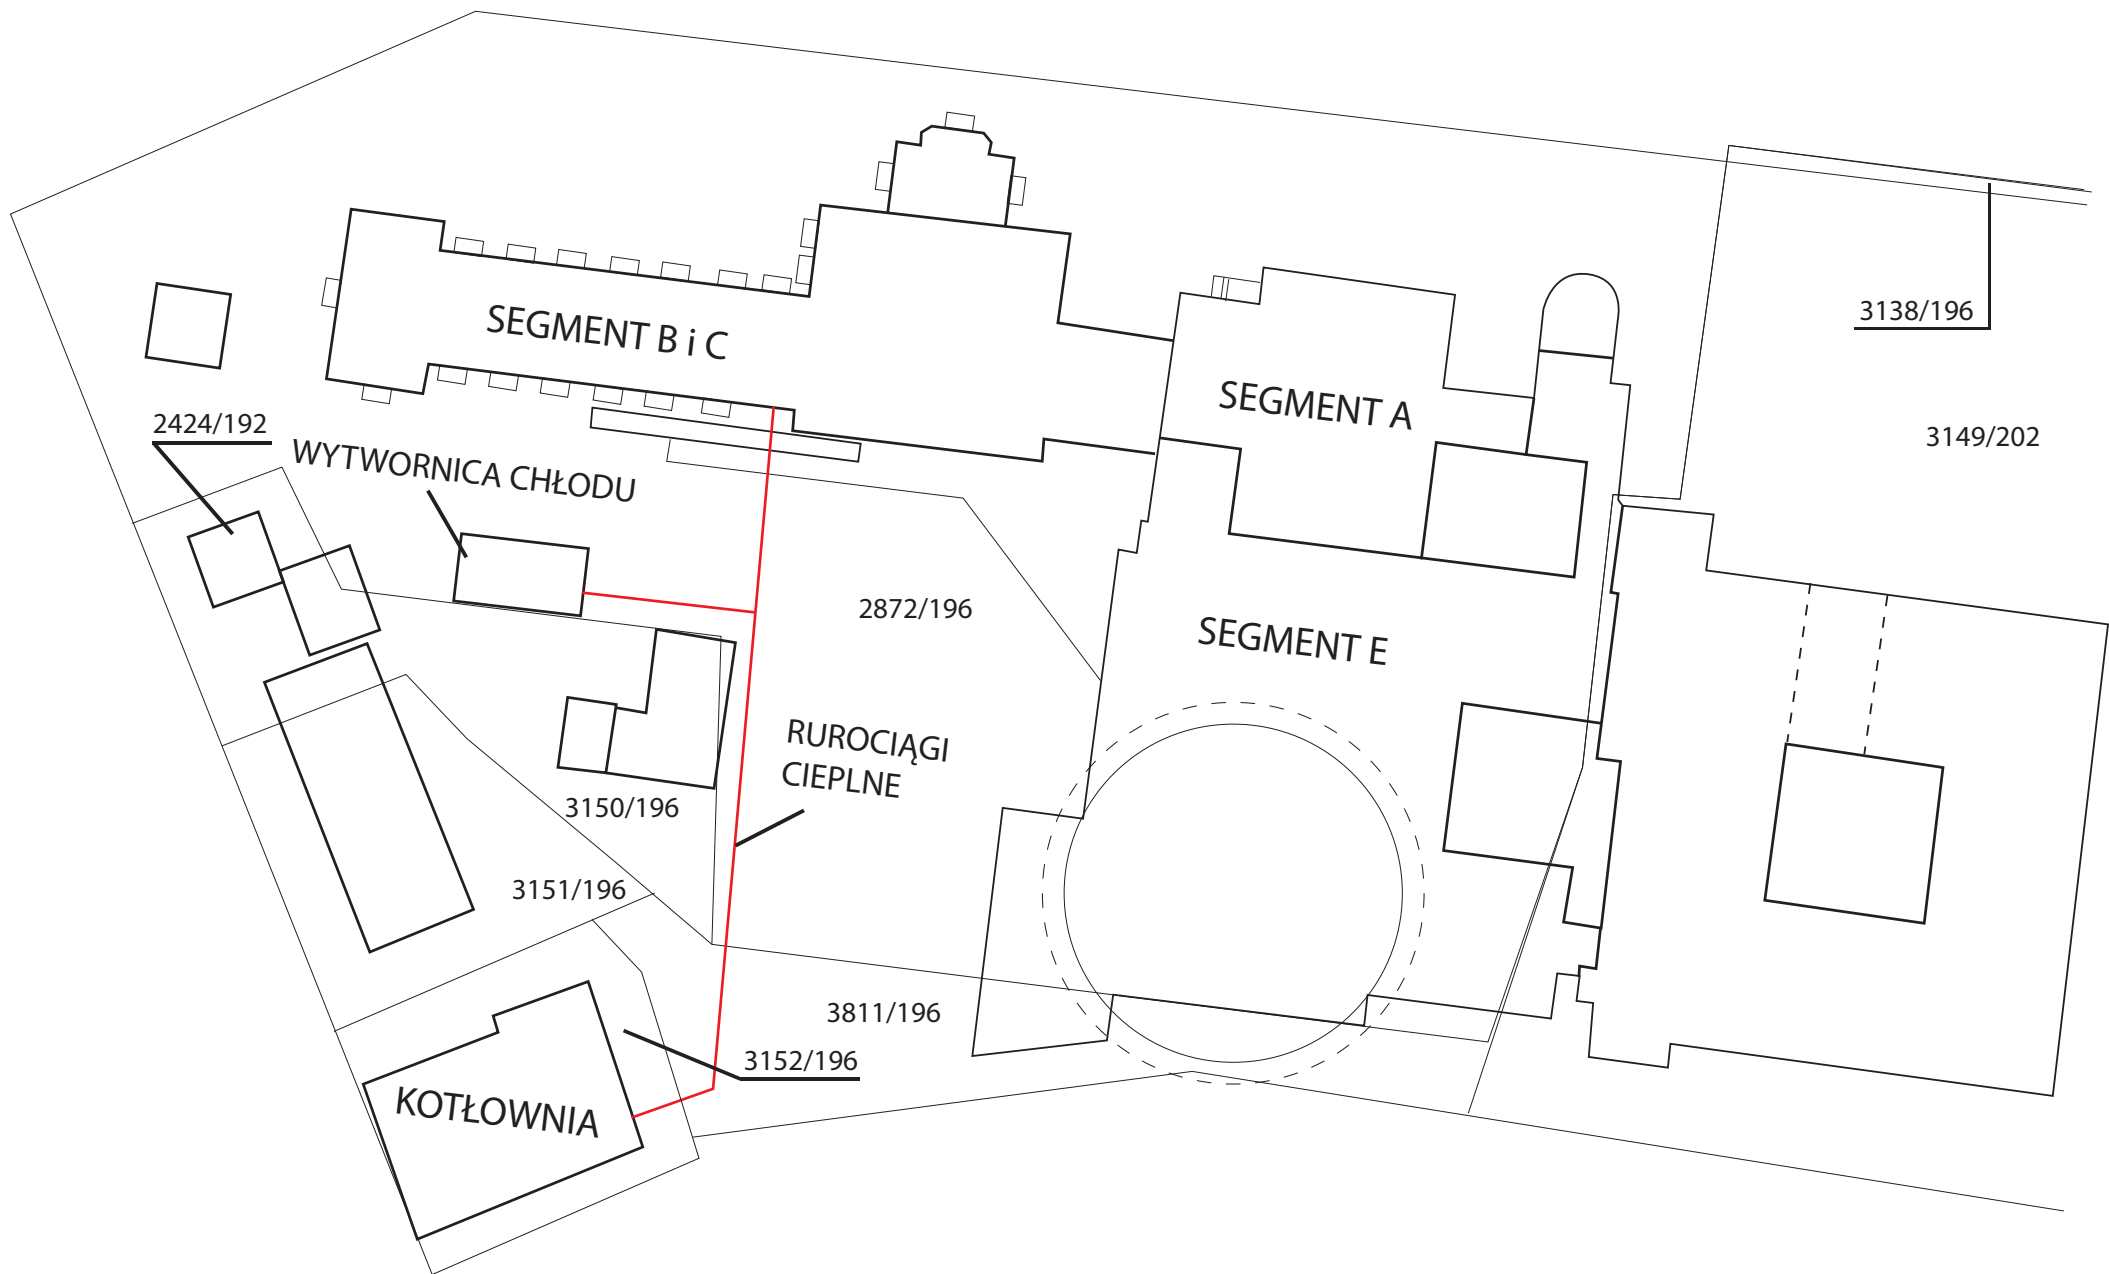 3138/196
SEGMENT B i C
SEGMENT A
2424/192
3149/202
WYTWORNICA CHŁODU
2872/196
SEGMENT E
RUROCIĄGI
CIEPLNE
3150/196
3151/196
3811/196
3152/196
KOTŁOWNIA